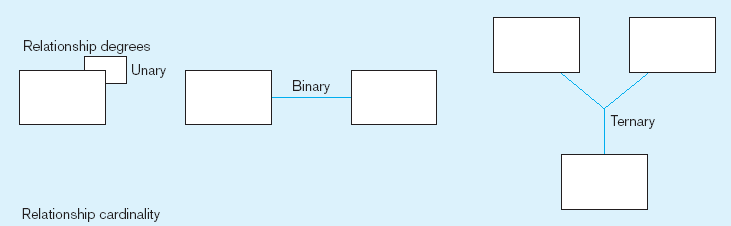 Relationship degrees
Unary
Binary
Ternary
Relationship cardinality